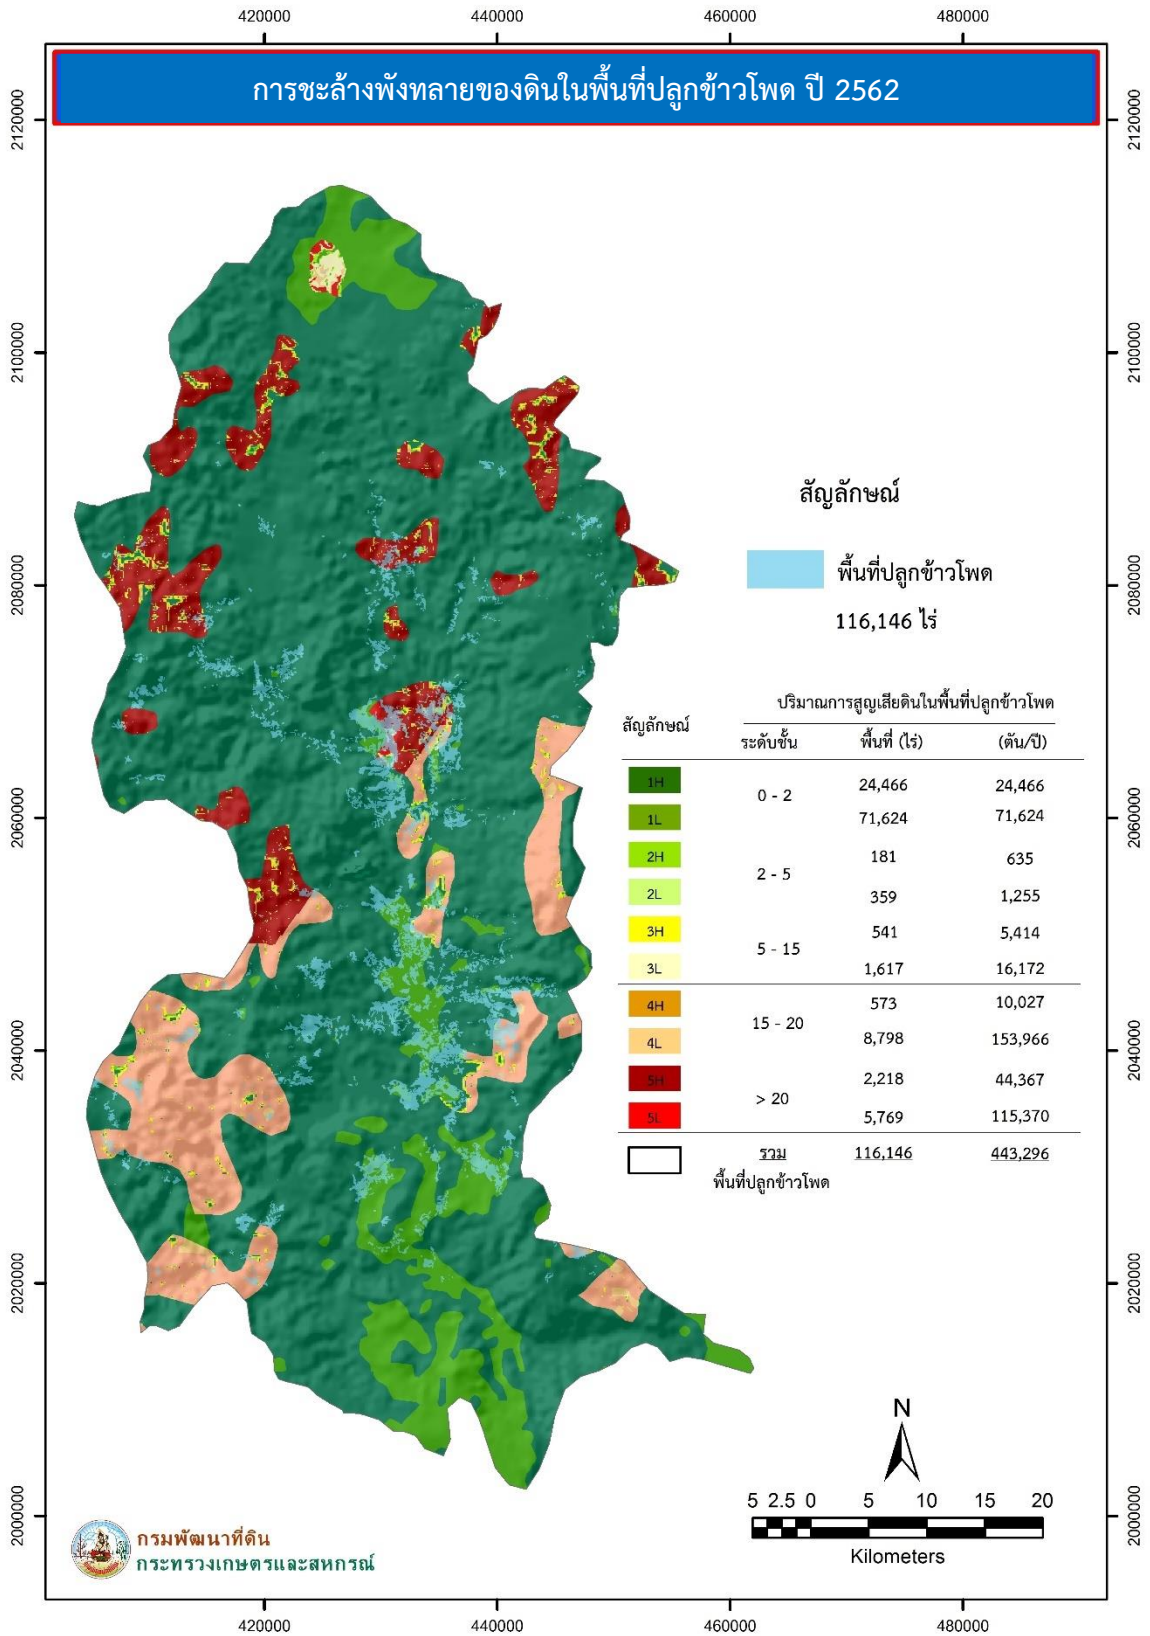 420000 440000 460000 480000
การชะล้างพังทลายของดินในพื้นที่ปลูกข้าวโพด ปี 2562
2120000 2120000
2100000 2100000
2080000 2080000
2060000 2060000
2040000 2040000
2020000 2020000
2000000 2000000
สัญลักษณ์
พื้นที่ปลูกข้าวโพด
116,146 ไร่
ปริมาณการสูญเสียดินในพื้นที่ปลูกข้าวโพด
สัญลักษณ์ ระดับชั้น พื้นที่ (ไร่) (ตัน/ปี)
1H 0 - 2 24,466 24,466
1L 71,624 71,624
2H 2 - 5 181 635
2L 359 1,255
3H 5 - 15 541 5,414
3L 1,617 16,172
4H 15 - 20 573 10,027
4L 8,798 153,966
5H > 20 2,218 44,367
5L 5,769 115,370
รวม 116,146 443,296
พื้นที่ปลูกข้าวโพด
N
5 2.5 0 5 10 15 20
Kilometers
กรมพัฒนาที่ดิน
กระทรวงเกษตรและสหกรณ์
420000 440000 460000 480000